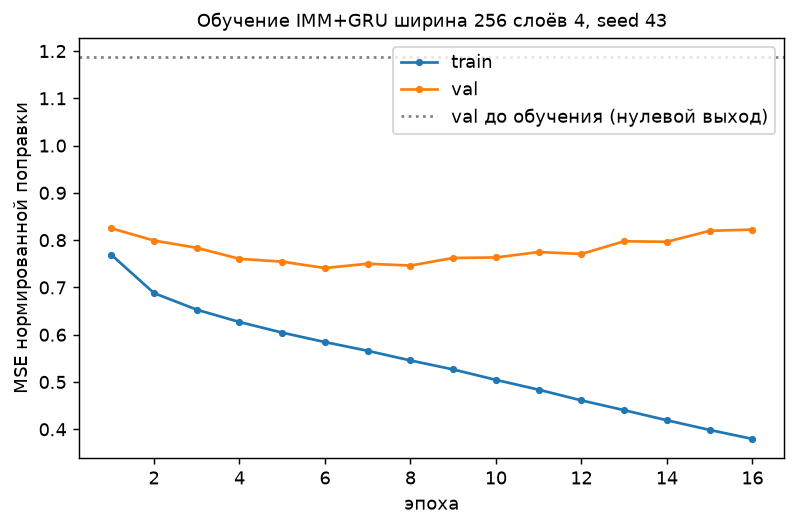 Обучение IMM+GRU ширина 256 слоёв 4, seed 43
train
val
val до обучения (нулевой выход)
MSE нормированной поправки
1.2
1.1
1.0
0.9
0.8
0.7
0.6
0.5
0.4
2 4 6 8 10 12 14 16
эпоха